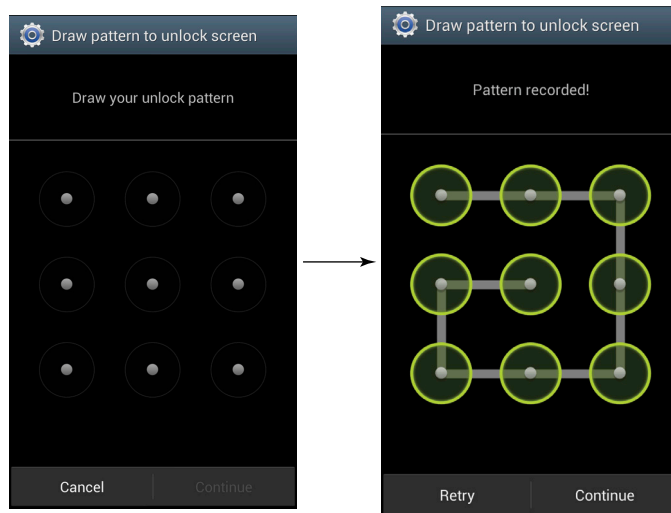 Draw pattern to unlock screen
Draw your unlock pattern
Cancel
Continue
Draw pattern to unlock screen
Pattern recorded!
Retry
Continue